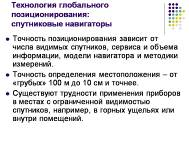 Технология глобального
позиционирования:
спутниковые навигаторы
Точность позиционирования зависит от
числа видимых спутников, сервиса и объема
информации, модели навигатора и методики
измерений.
Точность определения местоположения – от
«грубых» 100 м до 10 см и точнее.
Существуют трудности применения приборов
в местах с ограниченной видимостью
спутников, например, в горных ущельях или
внутри помещений.